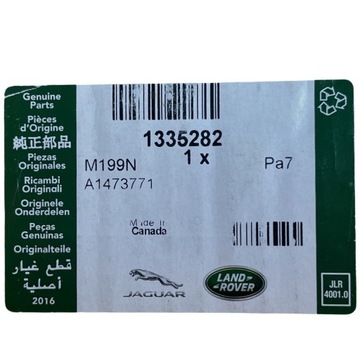 Genuine
Parts
Pièces
d'Origine
純正部品
Piezas
Originales
Ricambi
Originali
Originele
Onderdelen
Peças
Genuinas
Originalteile
قطع غيار
أصلية
2016
1335282
1 x
M199N
Pa7
A1473771
Made in
Canada
JAGUAR
LAND
ROVER
JLR
4001.0